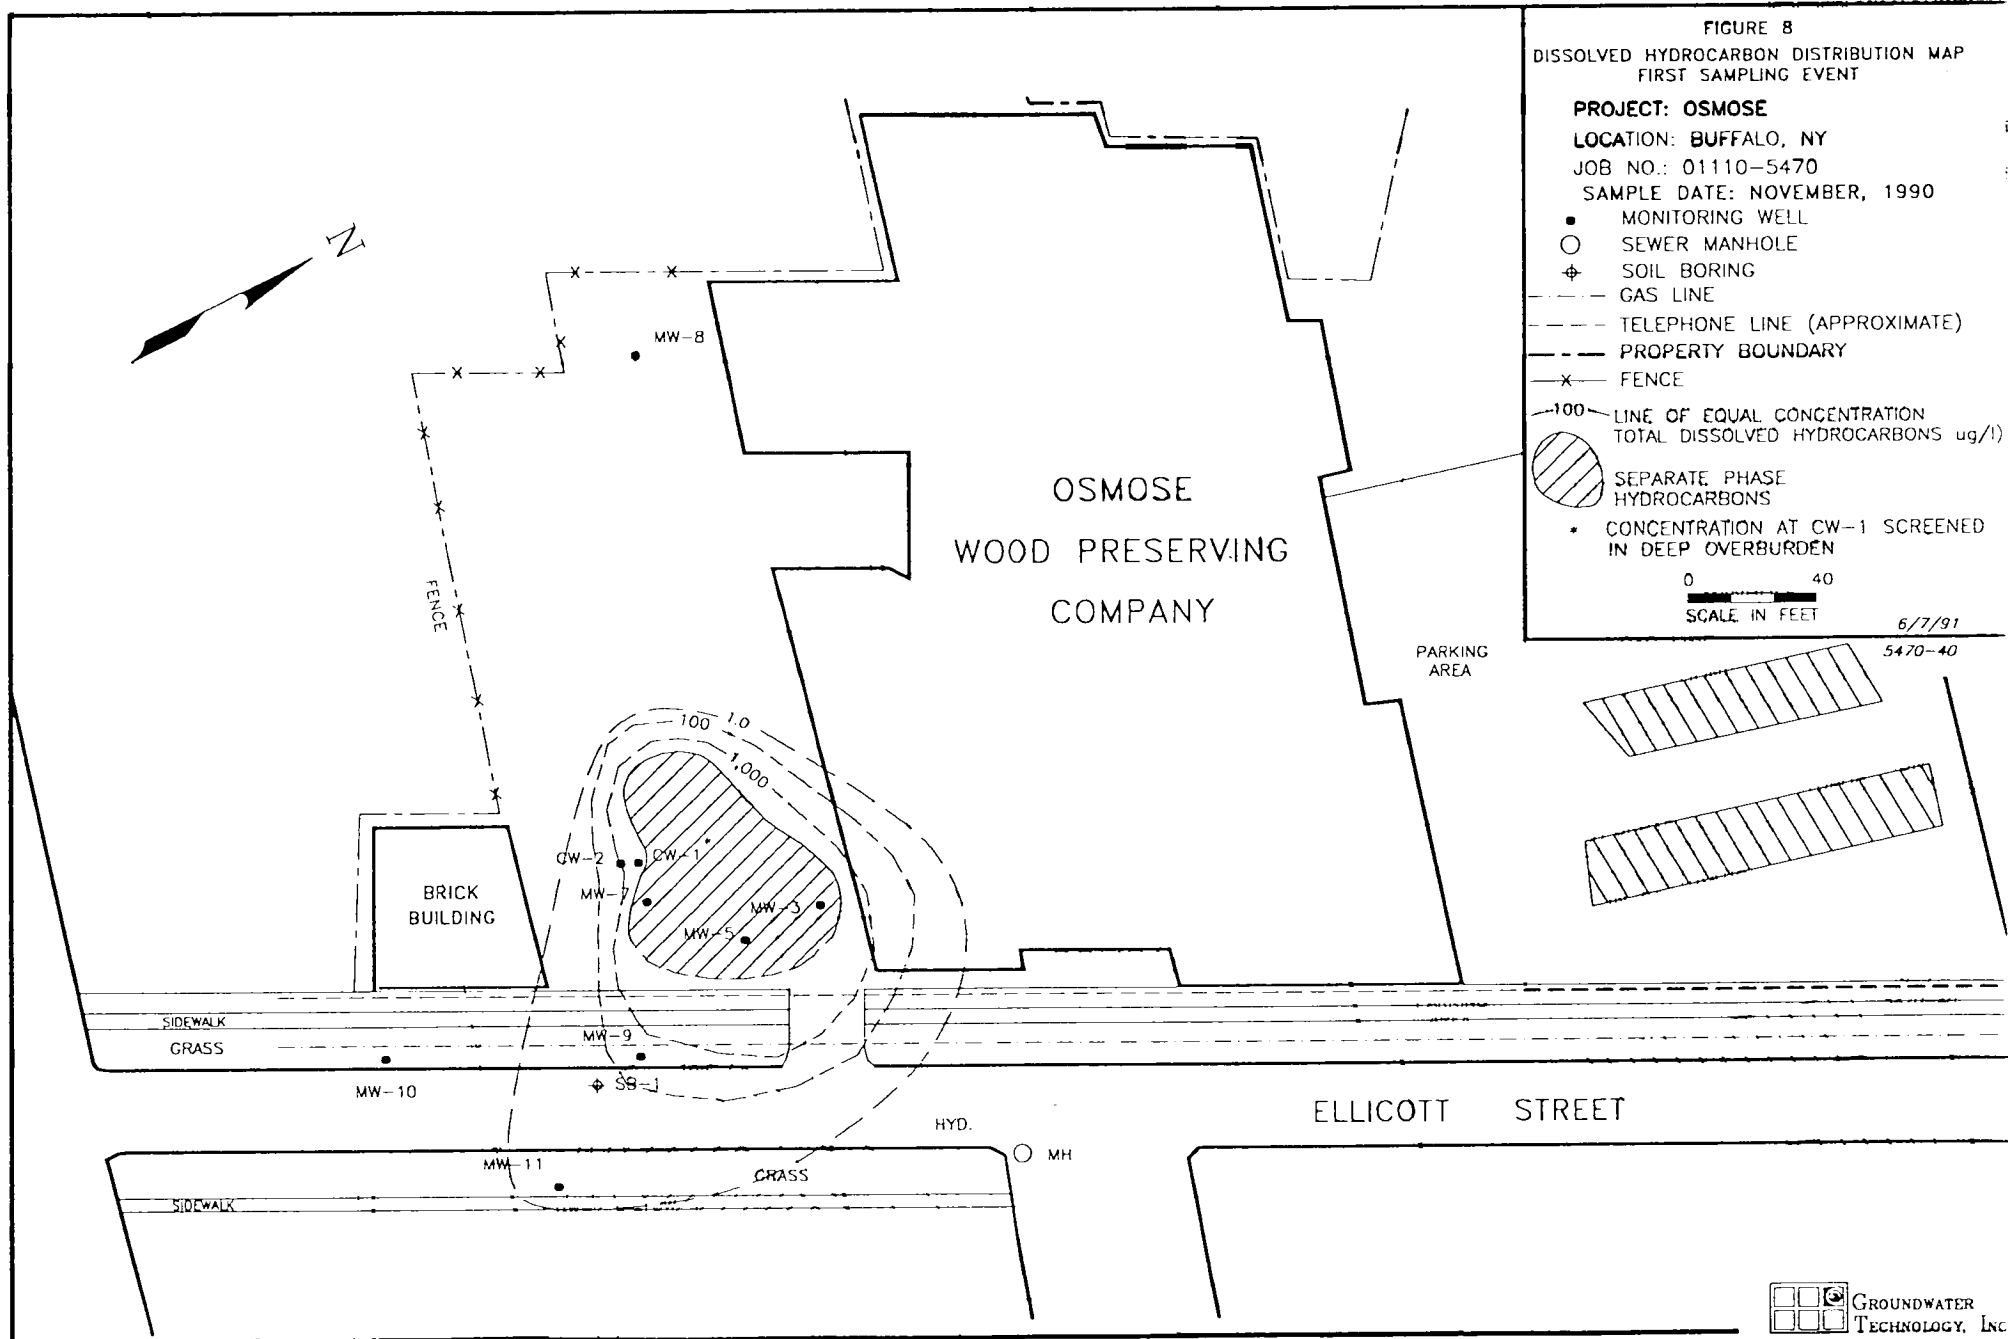 FIGURE 8
DISSOLVED HYDROCARBON DISTRIBUTION MAP
FIRST SAMPLING EVENT
PROJECT: OSMOSE
LOCATION: BUFFALO, NY
JOB NO.: 01110-5470
SAMPLE DATE: NOVEMBER, 1990
MONITORING WELL
SEWER MANHOLE
SOIL BORING
GAS LINE
TELEPHONE LINE (APPROXIMATE)
PROPERTY BOUNDARY
FENCE
100 LINE OF EQUAL CONCENTRATION
TOTAL DISSOLVED HYDROCARBONS ug/l)
SEPARATE PHASE
HYDROCARBONS
* CONCENTRATION AT CW-1 SCREENED
IN DEEP OVERBURDEN
0 40
SCALE IN FEET
6/7/91
5470-40
N
MW-8
OSMOSE
WOOD PRESERVING
COMPANY
FENCE
PARKING
AREA
100 1.0
1,000
CW-2 CW-1*
MW-7
MW-3
MW-5
BRICK
BUILDING
SIDEWALK
GRASS
MW-9
MW-10
SB-1
ELLICOTT STREET
HYD.
MH
MW-11
GRASS
SIDEWALK
GROUNDWATER
TECHNOLOGY, INC